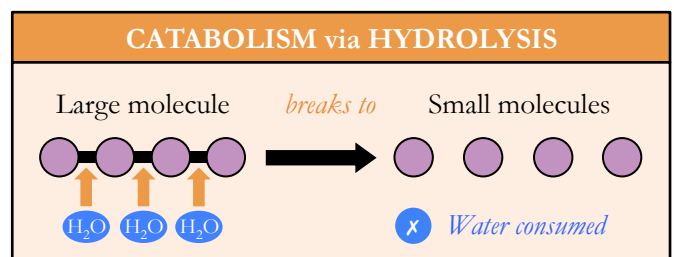 CATABOLISM via HYDROLYSIS
Large molecule breaks to Small molecules
H₂O H₂O H₂O
✗ Water consumed